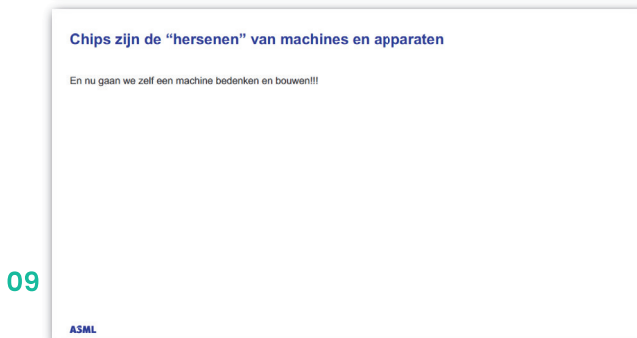 Chips zijn de “hersenen” van machines en apparaten
En nu gaan we zelf een machine bedenken en bouwen!!!
09
ASML